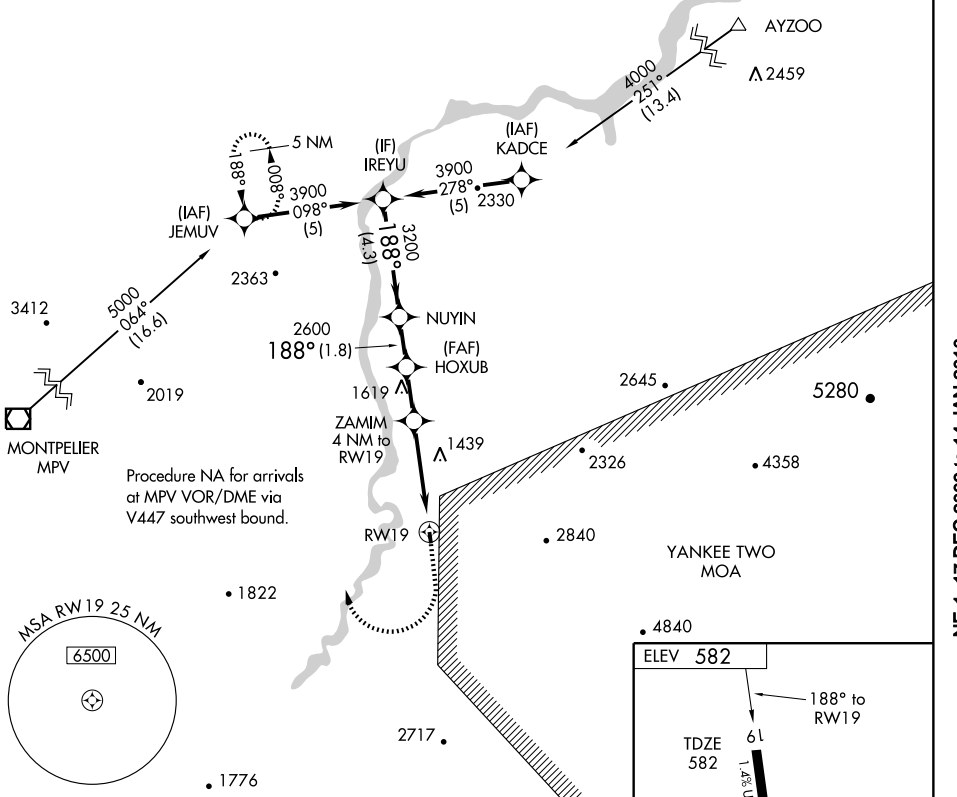 AYZOO
2459
4000
251°
(13.4)
(IAF)
KADCE
5 NM
(IF)
IREYU
188°
008°
3900
278°
(5)
2330
3900
098°
(5)
(IAF)
JEMUV
3200
188°
(4.3)
2363
5000
064°
(16.6)
3412
NUYIN
2600
188° (1.8)
(FAF)
HOXUB
2019
1619
2645
5280
MONTPELIER
MPV
ZAMIM
4 NM to
RW19
1439
2326
4358
Procedure NA for arrivals
at MPV VOR/DME via
V447 southwest bound.
RW19
2840
YANKEE TWO
MOA
1822
MSA RW19 25 NM
6500
4840
ELEV 582
188° to
RW19
19
TDZE
582
1.4% U
2717
1776